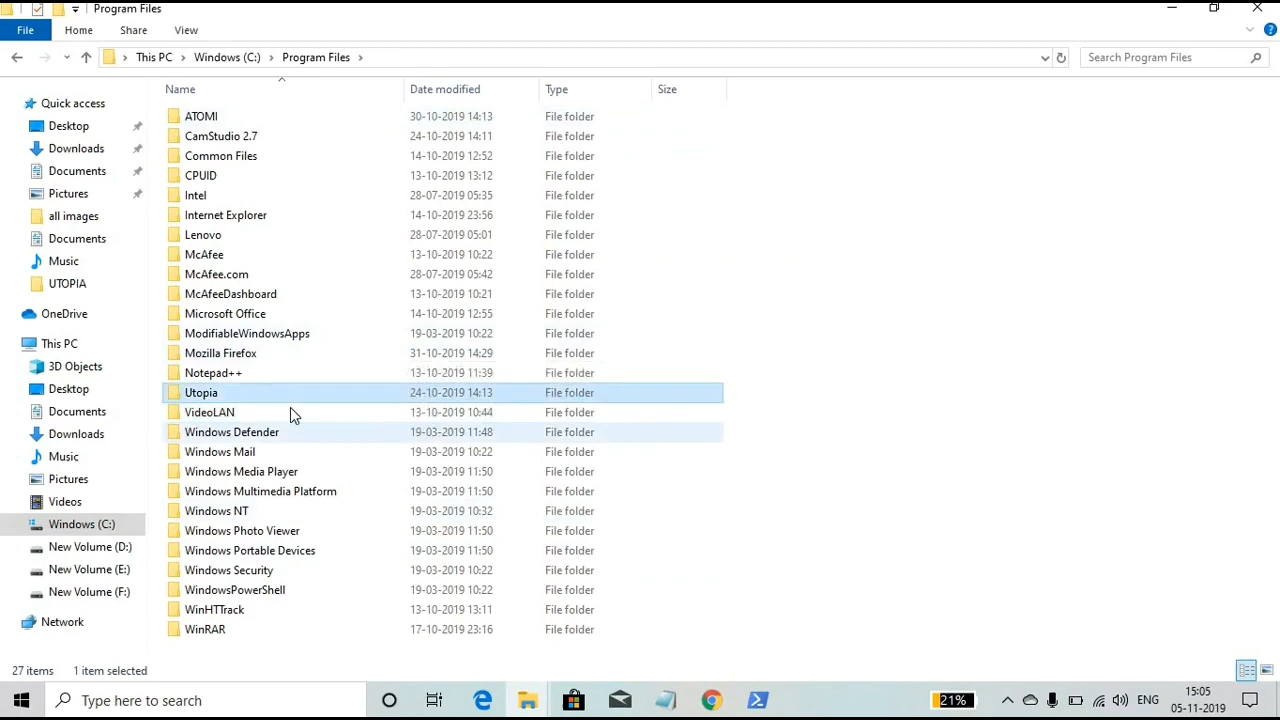 Program Files
File Home Share View
This PC Windows (C:) Program Files Search Program Files
Name Date modified Type Size
Quick access
Desktop
Downloads
Documents
Pictures
all images
Documents
Music
UTOPIA
OneDrive
This PC
3D Objects
Desktop
Documents
Downloads
Music
Pictures
Videos
Windows (C:)
New Volume (D:)
New Volume (E:)
New Volume (F:)
Network
ATOMI 30-10-2019 14:13 File folder
CamStudio 2.7 24-10-2019 14:11 File folder
Common Files 14-10-2019 12:52 File folder
CPUID 13-10-2019 13:12 File folder
Intel 28-07-2019 05:35 File folder
Internet Explorer 14-10-2019 23:56 File folder
Lenovo 28-07-2019 05:01 File folder
McAfee 13-10-2019 10:22 File folder
McAfee.com 28-07-2019 05:42 File folder
McAfeeDashboard 13-10-2019 10:21 File folder
Microsoft Office 14-10-2019 12:55 File folder
ModifiableWindowsApps 19-03-2019 10:22 File folder
Mozilla Firefox 31-10-2019 14:29 File folder
Notepad++ 13-10-2019 11:39 File folder
Utopia 24-10-2019 14:13 File folder
VideoLAN 13-10-2019 10:44 File folder
Windows Defender 19-03-2019 11:48 File folder
Windows Mail 19-03-2019 10:22 File folder
Windows Media Player 19-03-2019 11:50 File folder
Windows Multimedia Platform 19-03-2019 11:50 File folder
Windows NT 19-03-2019 10:32 File folder
Windows Photo Viewer 19-03-2019 11:50 File folder
Windows Portable Devices 19-03-2019 11:50 File folder
Windows Security 19-03-2019 10:22 File folder
WindowsPowerShell 19-03-2019 10:22 File folder
WinHTTrack 13-10-2019 13:11 File folder
WinRAR 17-10-2019 23:16 File folder
27 items 1 item selected
Type here to search 21% ENG 15:05
05-11-2019